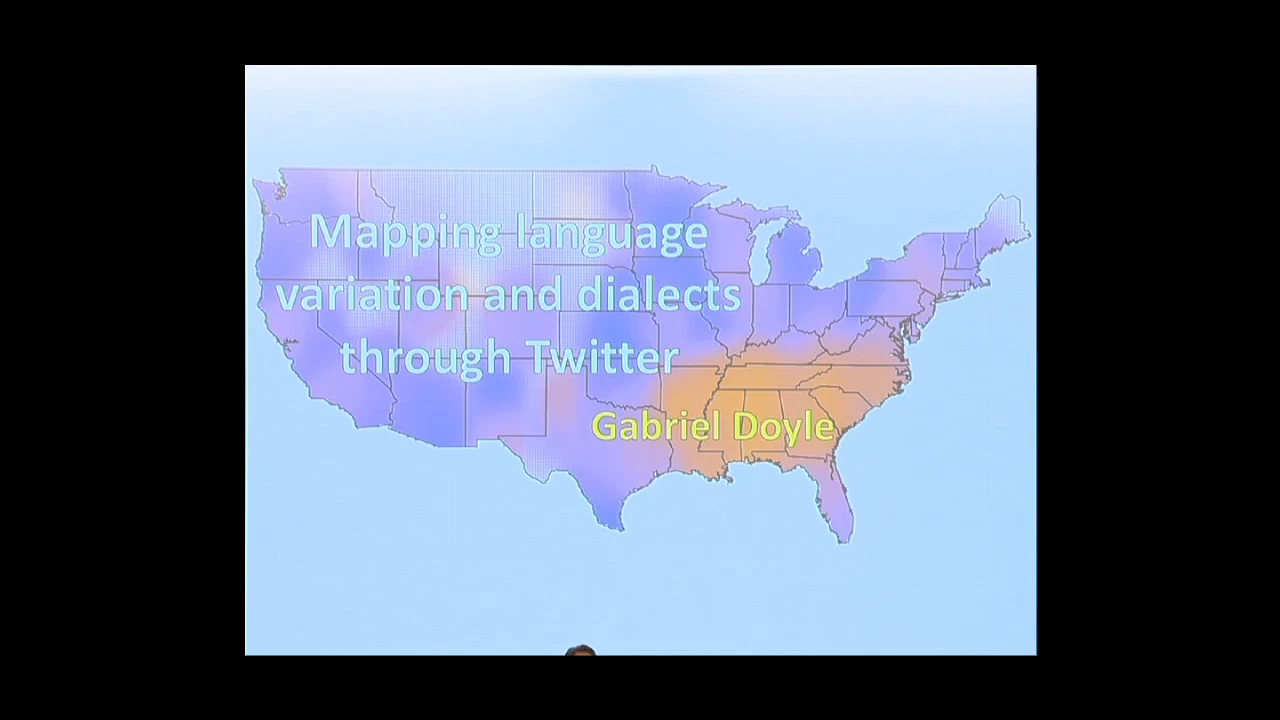 Mapping language
variation and dialects
through Twitter
Gabriel Doyle